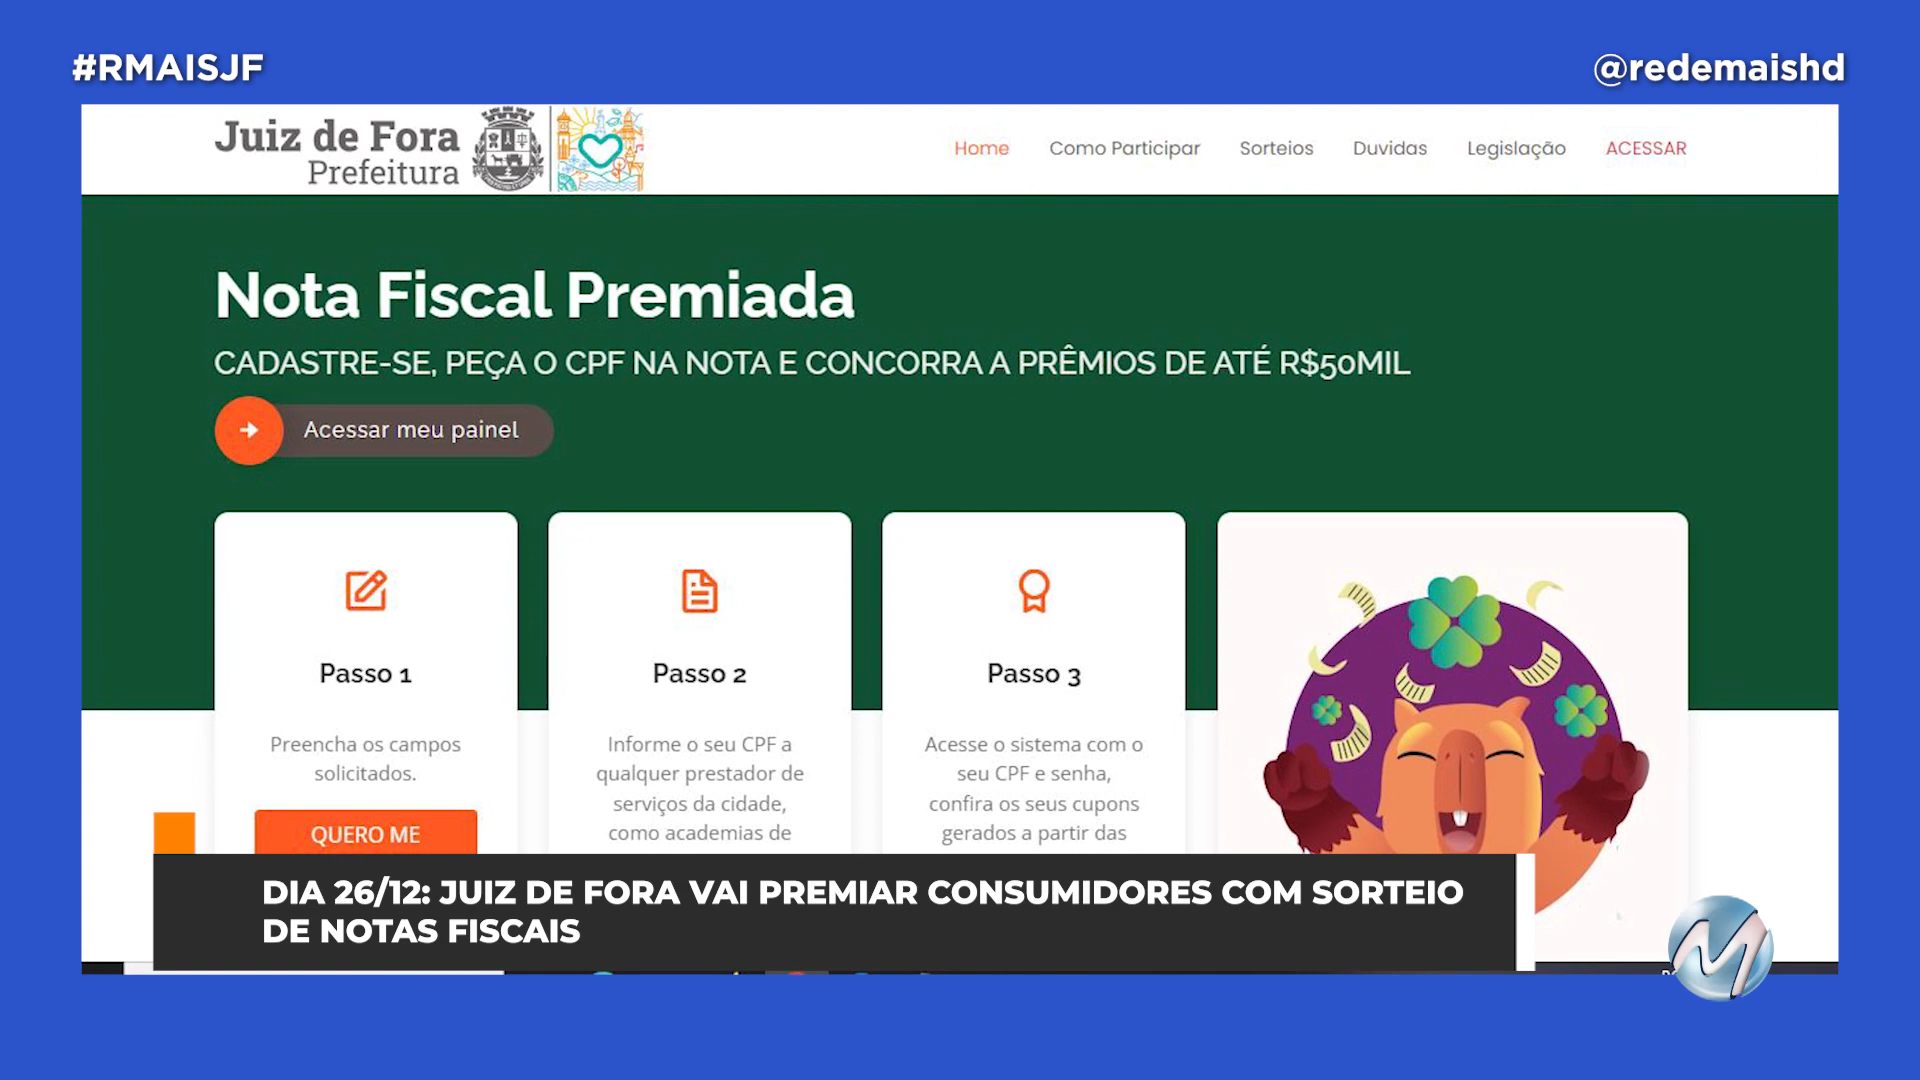 #RMAISJF
@redemaishd
Juiz de Fora
Prefeitura
Home
Como Participar
Sorteios
Duvidas
Legislação
ACESSAR
Nota Fiscal Premiada
CADASTRE-SE, PEÇA O CPF NA NOTA E CONCORRA A PRÊMIOS DE ATÉ R$50MIL
Acessar meu painel
Passo 1
Preencha os campos
solicitados.
QUERO ME
Passo 2
Informe o seu CPF a
qualquer prestador de
serviços da cidade,
como academias de
Passo 3
Acesse o sistema com o
seu CPF e senha,
confira os seus cupons
gerados a partir das
DIA 26/12: JUIZ DE FORA VAI PREMIAR CONSUMIDORES COM SORTEIO
DE NOTAS FISCAIS
M